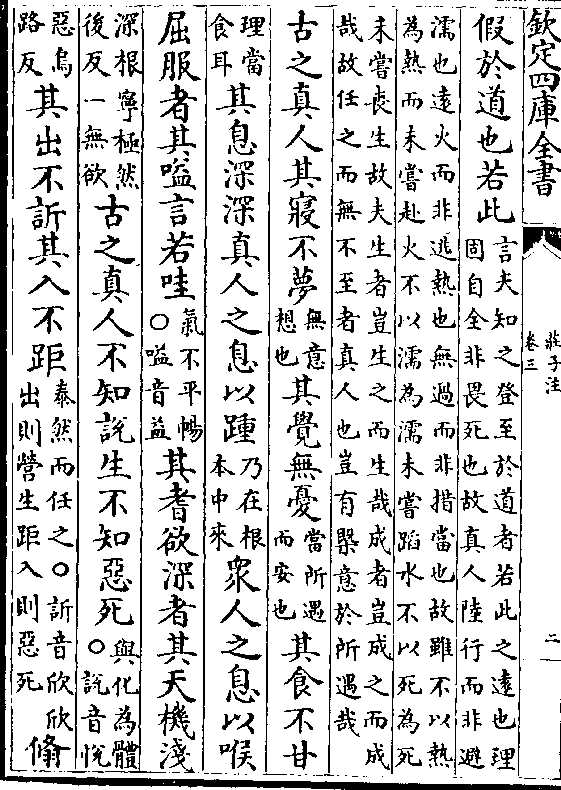 欽定四庫全書
莊子注
卷三
二
假於道也若此言夫知之登至於道者若此之遠也理
固自全非畏死也故真人陸行而非避
濡也遠火而非逃熱也無過而非措當也故雖不以熱
為熱而未嘗赴火不以濡為濡未嘗蹈水不以死為死
未嘗喪生故夫生者豈生之而生哉成者豈成之而成
哉故任之而無不至者真人也豈有槩意於所遇哉
古之真人其寢不夢無意
想也其覺無憂當所遇
而安也其食不甘
理當
食耳其息深深真人之息以踵乃在根
本中來衆人之息以喉
屈服者其嗌言若哇氣不平暢
○嗌音益其耆欲深者其天機淺
深根寧極然
後反一無欲古之真人不知說生不知惡死與化為體
○說音悅
惡烏
路反其出不訢其入不距泰然而任之○訢音欣欣
出則營生距入則惡死翛